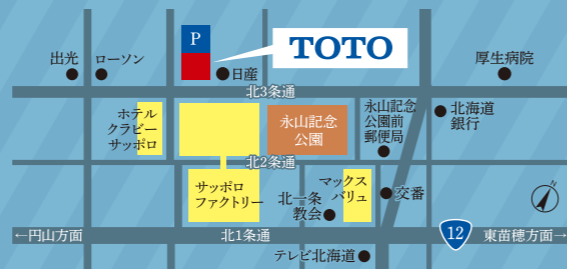 P
TOTO
出光
ローソン
日産
厚生病院
北3条通
ホテル
クラビー
サッポロ
永山記念
公園
永山記念
公園前
郵便局
北海道
銀行
北2条通
サッポロ
ファクトリー
北一条
教会
マックス
バリュ
交番
N
←円山方面
北1条通
12
東苗穂方面→
テレビ北海道